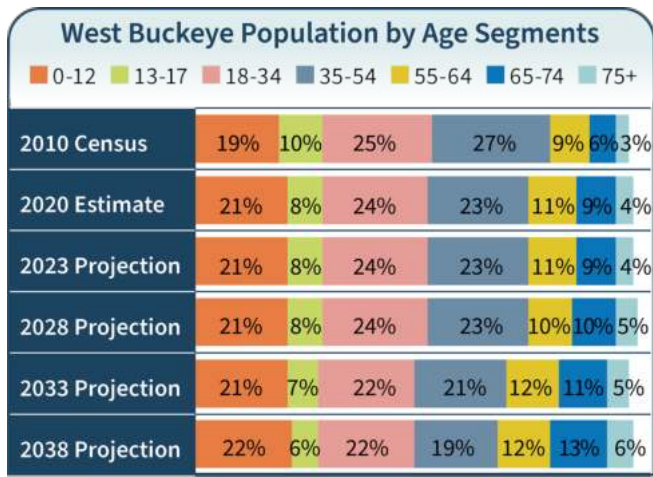 West Buckeye Population by Age Segments
0-12 13-17 18-34 35-54 55-64 65-74 75+
2010 Census 19% 10% 25% 27% 9% 6% 3%
2020 Estimate 21% 8% 24% 23% 11% 9% 4%
2023 Projection 21% 8% 24% 23% 11% 9% 4%
2028 Projection 21% 8% 24% 23% 10% 10% 5%
2033 Projection 21% 7% 22% 21% 12% 11% 5%
2038 Projection 22% 6% 22% 19% 12% 13% 6%